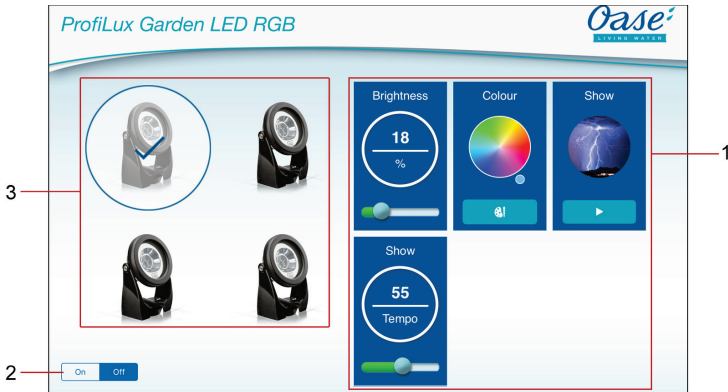 ProfiLux Garden LED RGB
Oase
LIVING WATER
Brightness
18
%
Colour
Show
1
3
Show
55
Tempo
2
On Off